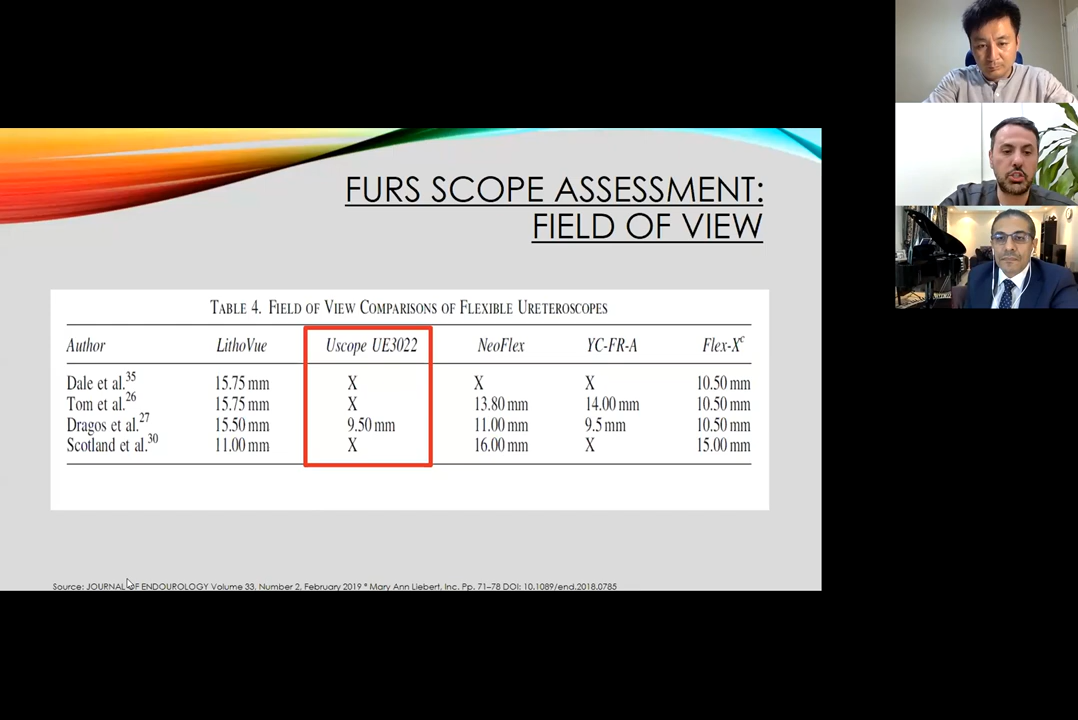 FURS SCOPE ASSESSMENT:
FIELD OF VIEW
TABLE 4. FIELD OF VIEW COMPARISONS OF FLEXIBLE URETEROSCOPES
Author LithoVue Uscope UE3022 NeoFlex YC-FR-A Flex-Xc
Dale et al.35 15.75 mm X X X 10.50 mm
Tom et al.26 15.75 mm X 13.80 mm 14.00 mm 10.50 mm
Dragos et al.27 15.50 mm 9.50 mm 11.00 mm 9.5 mm 10.50 mm
Scotland et al.30 11.00 mm X 16.00 mm X 15.00 mm
Source: JOURNAL OF ENDOUROLOGY Volume 33, Number 2, February 2019 * Mary Ann Liebert, Inc. Pp. 71–78 DOI: 10.1089/end.2018.0785